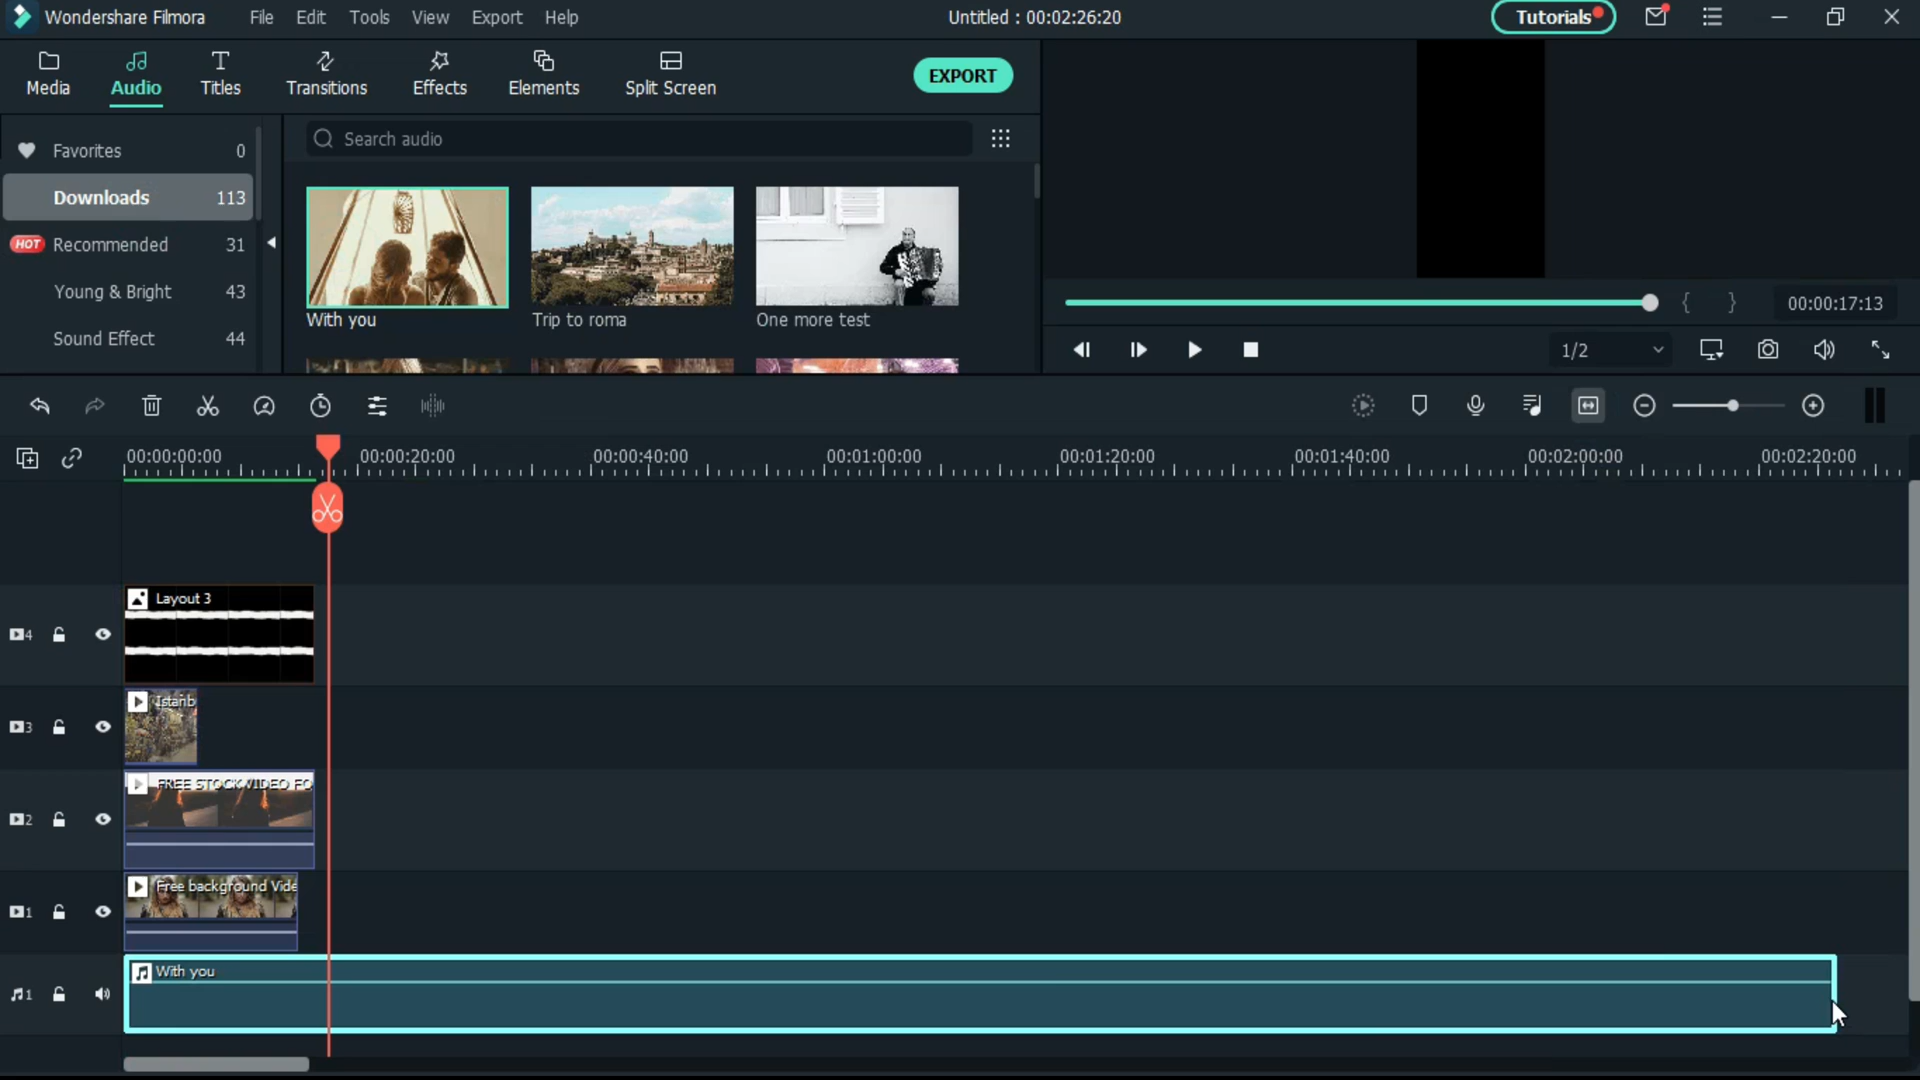 Wondershare Filmora File Edit Tools View Export Help Untitled : 00:02:26:20 Tutorials
Media Audio Titles Transitions Effects Elements Split Screen EXPORT
Favorites 0
Downloads 113
HOT Recommended 31
Young & Bright 43
Sound Effect 44
Search audio
With you Trip to roma One more test
00:00:17:13
1/2
00:00:00:00 00:00:20:00 00:00:40:00 00:01:00:00 00:01:20:00 00:01:40:00 00:02:00:00 00:02:20:00
4 Layout 3
3 Istanb
2 FREE STOCK VIDEO FO
1 Free background Vide
1 With you